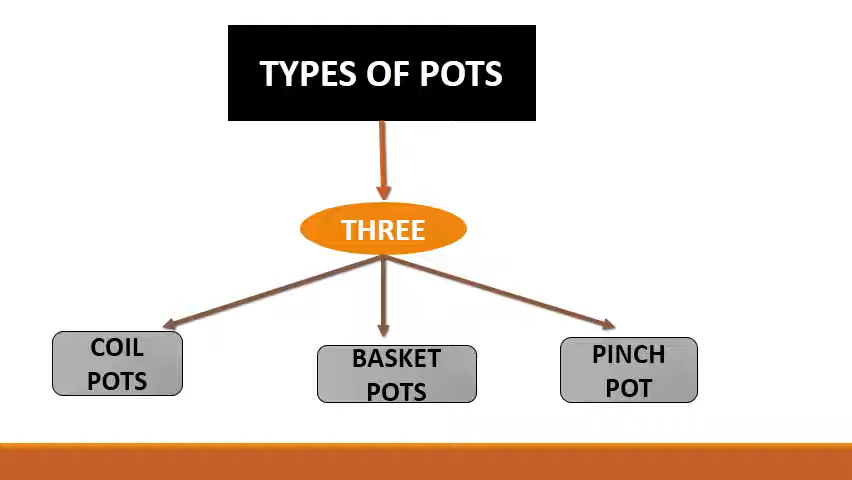 TYPES OF POTS
THREE
COIL
POTS
BASKET
POTS
PINCH
POT